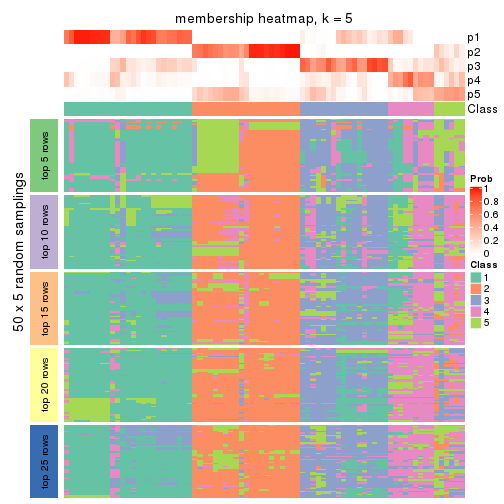 membership heatmap, k = 5
p1
p2
p3
p4
p5
Class
50 x 5 random samplings
top 5 rows
top 10 rows
top 15 rows
top 20 rows
top 25 rows
Prob
1
0.8
0.6
0.4
0.2
0
Class
1
2
3
4
5